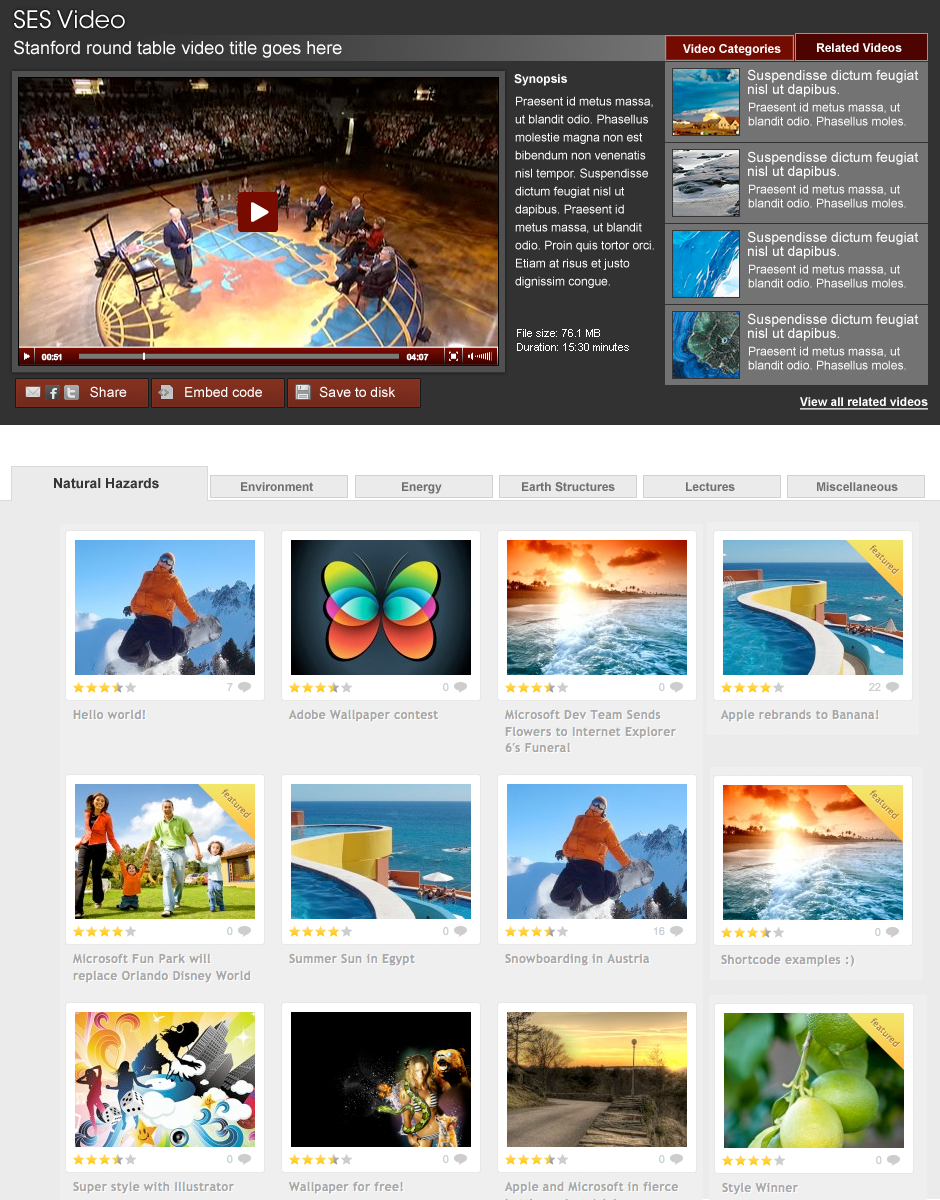 SES Video
Stanford round table video title goes here
Video Categories
Related Videos
Synopsis
Praesent id metus massa,
ut blandit odio. Phasellus
molestie magna non est
bibendum non venenatis
nisl tempor. Suspendisse
dictum feugiat nisl ut
dapibus. Praesent id
metus massa, ut blandit
odio. Proin quis tortor orci.
Etiam at risus et justo
dignissim congue.
File size: 76.1 MB
Duration: 15:30 minutes
00:51
04:07
Share
Embed code
Save to disk
Suspendisse dictum feugiat
nisl ut dapibus.
Praesent id metus massa, ut
blandit odio. Phasellus moles.
Suspendisse dictum feugiat
nisl ut dapibus.
Praesent id metus massa, ut
blandit odio. Phasellus moles.
Suspendisse dictum feugiat
nisl ut dapibus.
Praesent id metus massa, ut
blandit odio. Phasellus moles.
Suspendisse dictum feugiat
nisl ut dapibus.
Praesent id metus massa, ut
blandit odio. Phasellus moles.
View all related videos
Natural Hazards
Environment
Energy
Earth Structures
Lectures
Miscellaneous
7
Hello world!
0
Adobe Wallpaper contest
0
Microsoft Dev Team Sends
Flowers to Internet Explorer
6's Funeral
featured
22
Apple rebrands to Banana!
featured
0
Microsoft Fun Park will
replace Orlando Disney World
0
Summer Sun in Egypt
16
Snowboarding in Austria
featured
0
Shortcode examples :)
0
Super style with Illustrator
0
Wallpaper for free!
0
Apple and Microsoft in fierce
featured
0
Style Winner